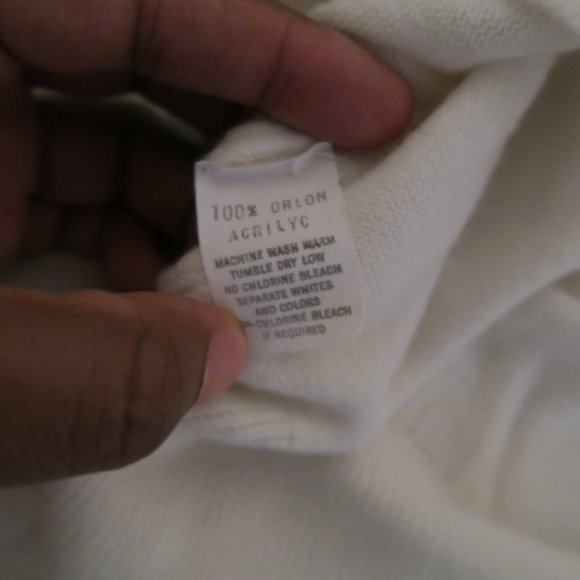 100% ORLON
ACRILYC
MACHINE WASH WARM
TUMBLE DRY LOW
NO CHLORINE BLEACH
SEPARATE WHITES
AND COLORS
N-CHLORINE BLEACH
IF REQUIRED